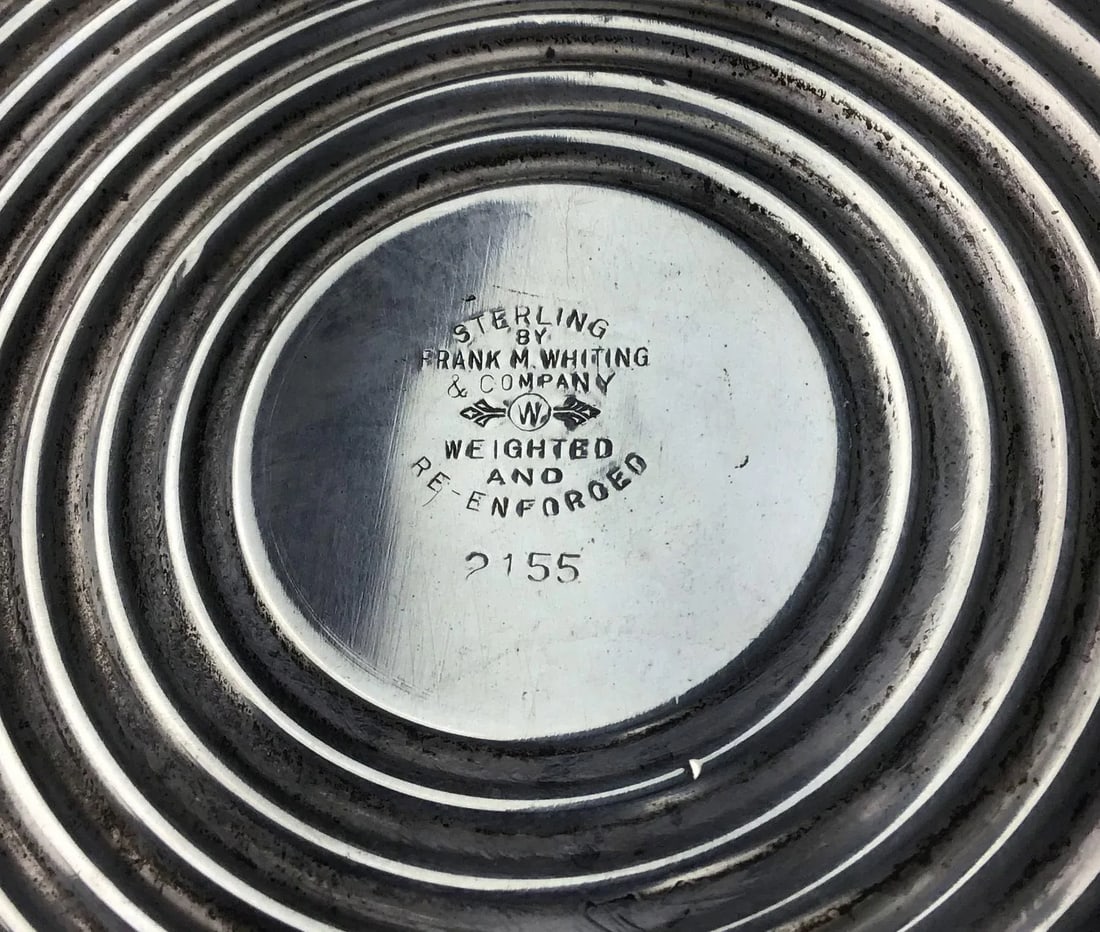 STERLING
BY
FRANK M. WHITING
& COMPANY
W
WEIGHTED
AND
RE-ENFORCED
2155